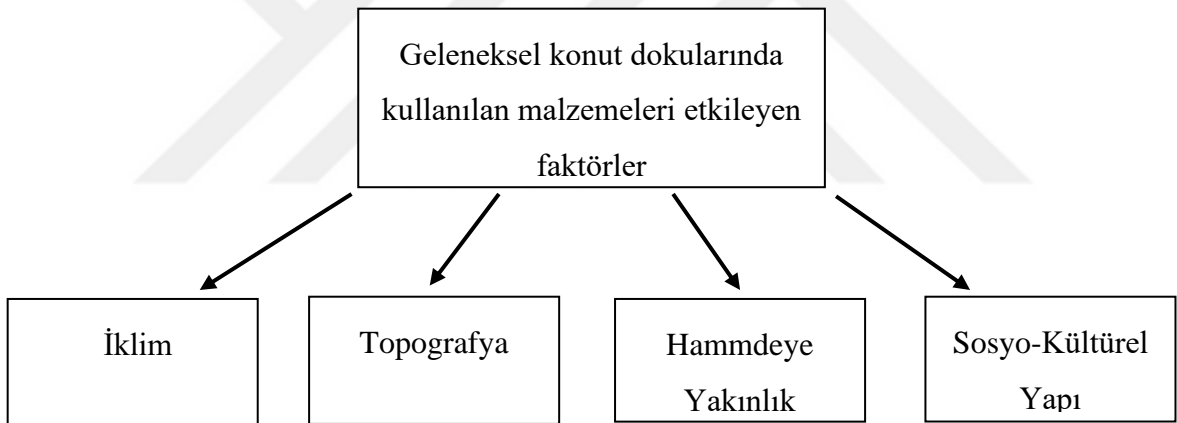 Geleneksel konut dokularında
kullanılan malzemeleri etkileyen
faktörler
İklim
Topografya
Hammdeye
Yakınlık
Sosyo-Kültürel
Yapı